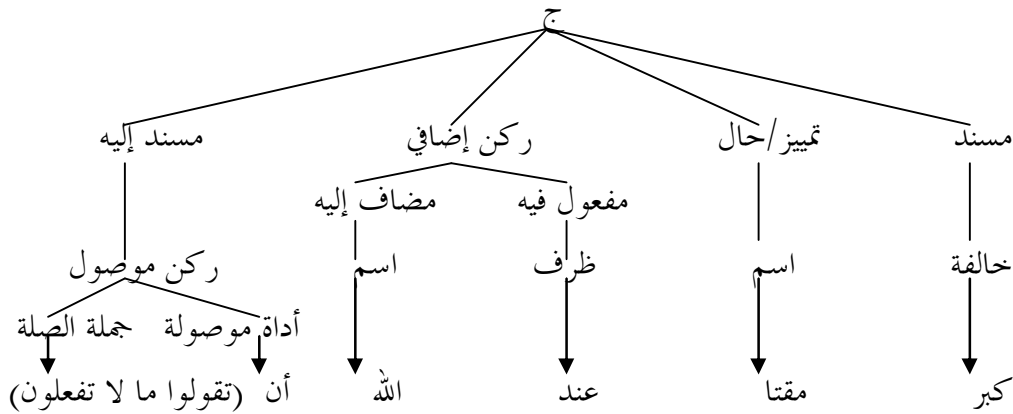 ج
مسند تمييز/حال ركن إضافي مسند إليه
مفعول فيه مضاف إليه
خالفة اسم ظرف اسم ركن موصول
أداة موصولة جملة الصلة
كبر مقتا عند الله أن (تقولوا ما لا تفعلون)